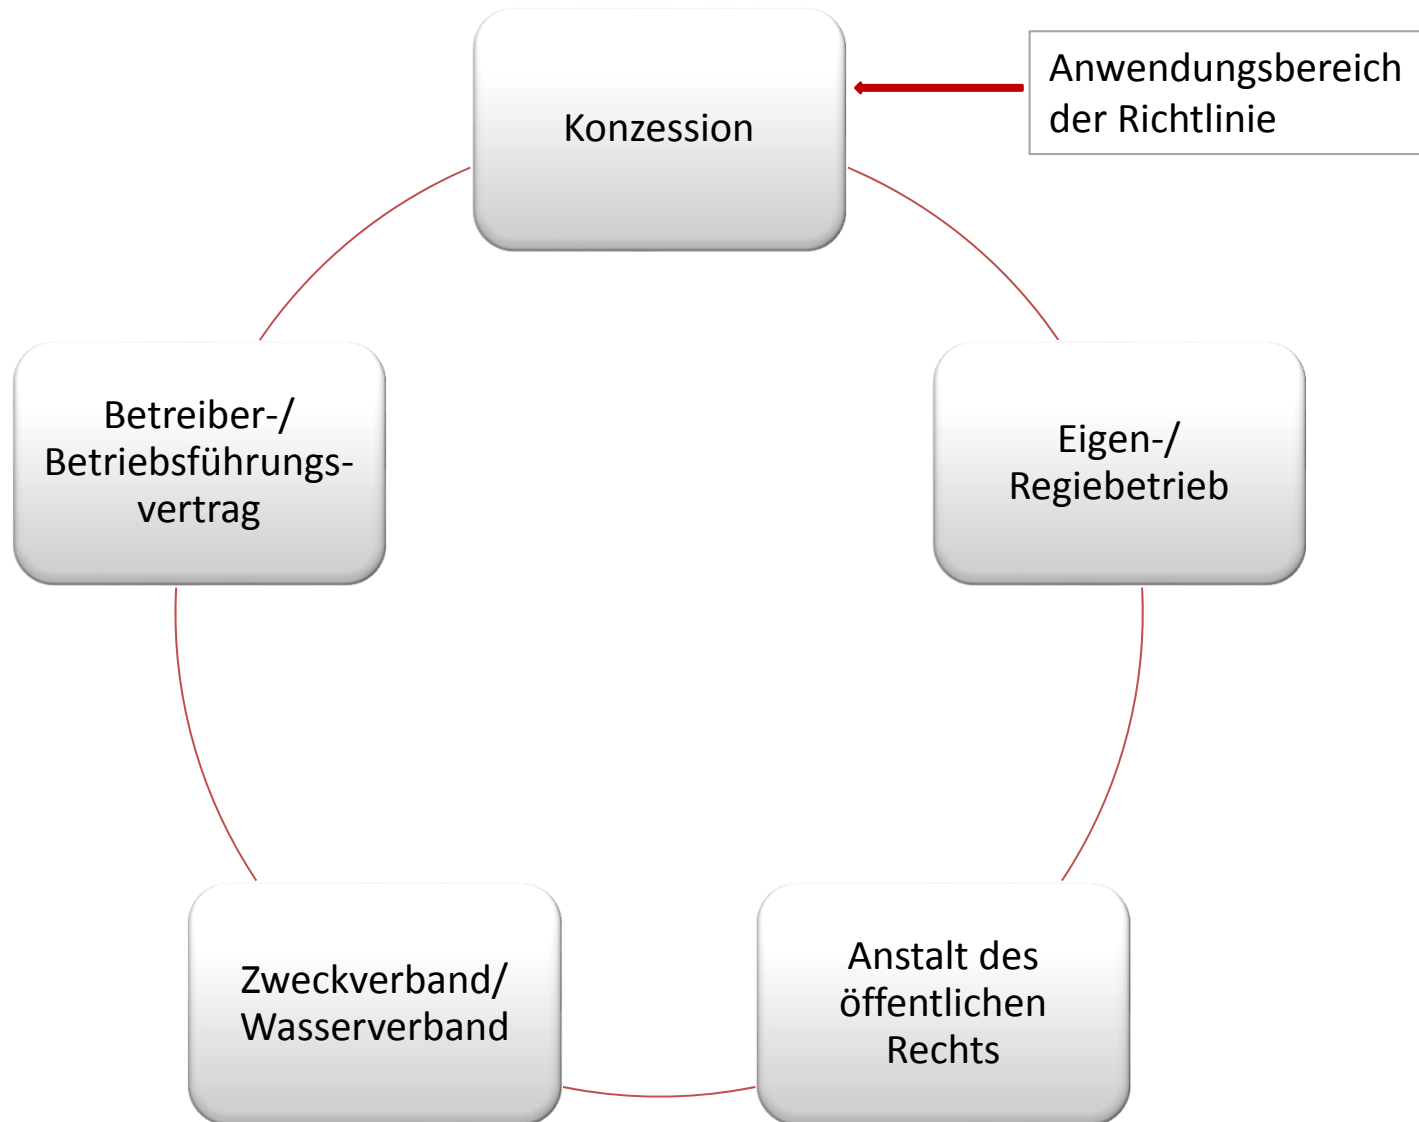 Konzession
Anwendungsbereich
der Richtlinie
Betreiber-/
Betriebsführungs-
vertrag
Eigen-/
Regiebetrieb
Zweckverband/
Wasserverband
Anstalt des
öffentlichen
Rechts